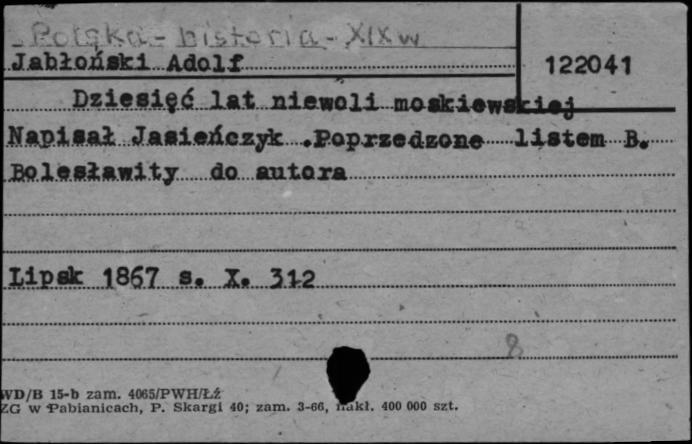 Polska - historia - XIX w
Jabłoński Adolf
122041
Dziesięć lat niewoli moskiewskiej
Napisał Jasieńczyk .Poprzedzone listem B.
Bolesławity do autora
Lipsk 1867 s. X. 312
8
WD/B 15-b zam. 4065/PWH/Łź
ZG w Pabianicach, P. Skargi 40; zam. 3-66, nakł. 400 000 szt.